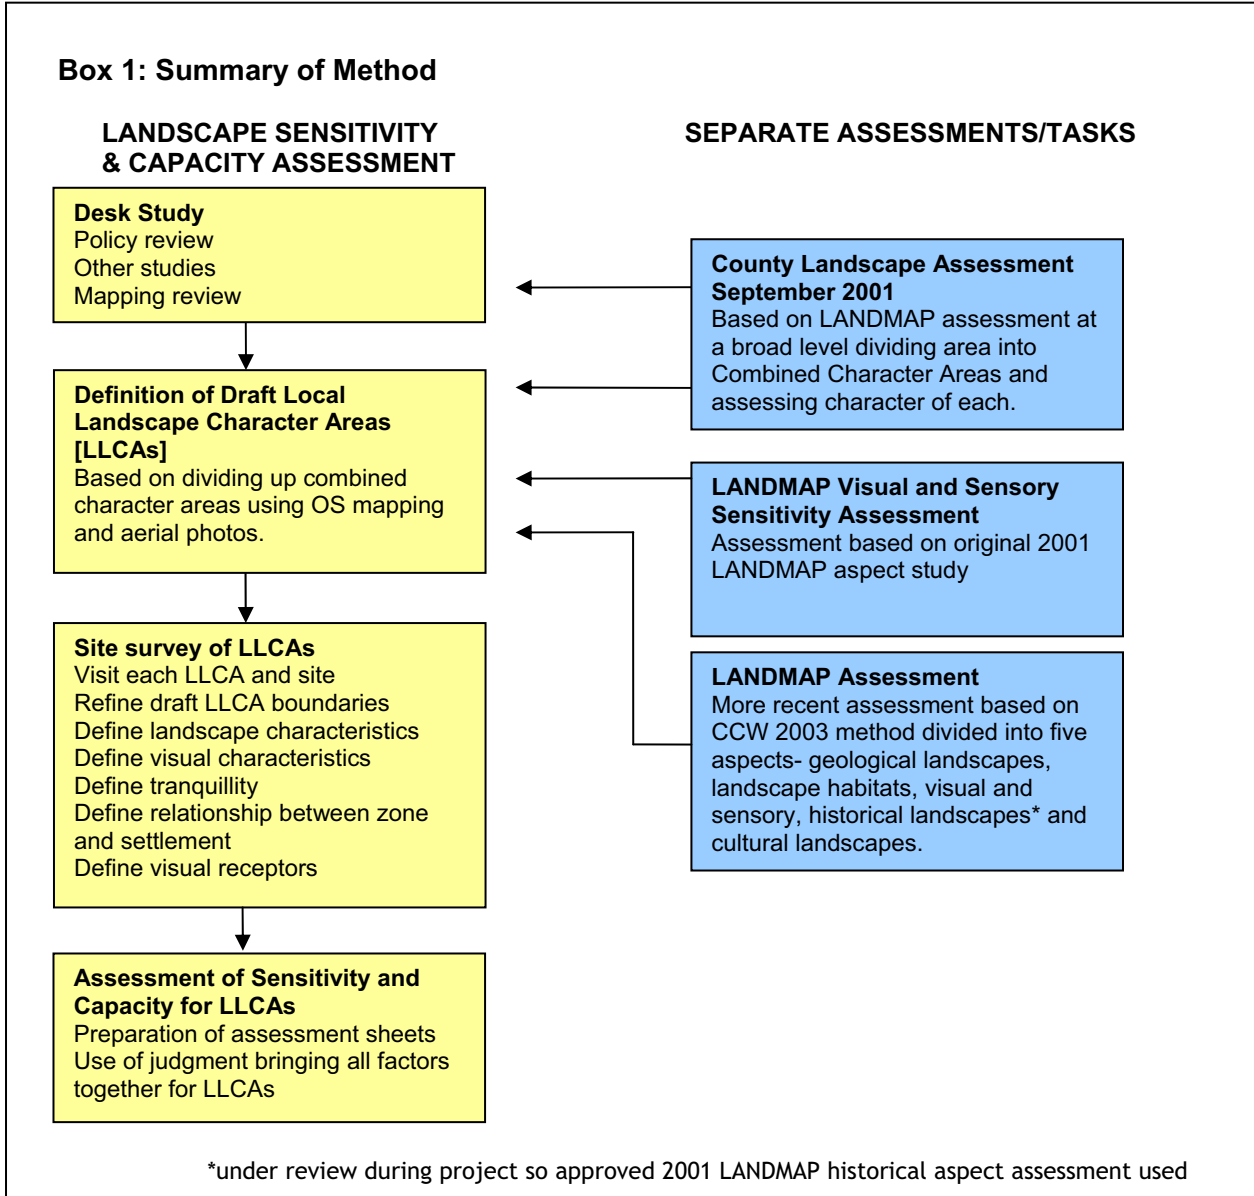 Box 1: Summary of Method
LANDSCAPE SENSITIVITY
& CAPACITY ASSESSMENT
Desk Study
Policy review
Other studies
Mapping review
Definition of Draft Local
Landscape Character Areas
[LLCAs]
Based on dividing up combined
character areas using OS mapping
and aerial photos.
Site survey of LLCAs
Visit each LLCA and site
Refine draft LLCA boundaries
Define landscape characteristics
Define visual characteristics
Define tranquillity
Define relationship between zone
and settlement
Define visual receptors
Assessment of Sensitivity and
Capacity for LLCAs
Preparation of assessment sheets
Use of judgment bringing all factors
together for LLCAs
SEPARATE ASSESSMENTS/TASKS
County Landscape Assessment
September 2001
Based on LANDMAP assessment at
a broad level dividing area into
Combined Character Areas and
assessing character of each.
LANDMAP Visual and Sensory
Sensitivity Assessment
Assessment based on original 2001
LANDMAP aspect study
LANDMAP Assessment
More recent assessment based on
CCW 2003 method divided into five
aspects- geological landscapes,
landscape habitats, visual and
sensory, historical landscapes* and
cultural landscapes.
*under review during project so approved 2001 LANDMAP historical aspect assessment used